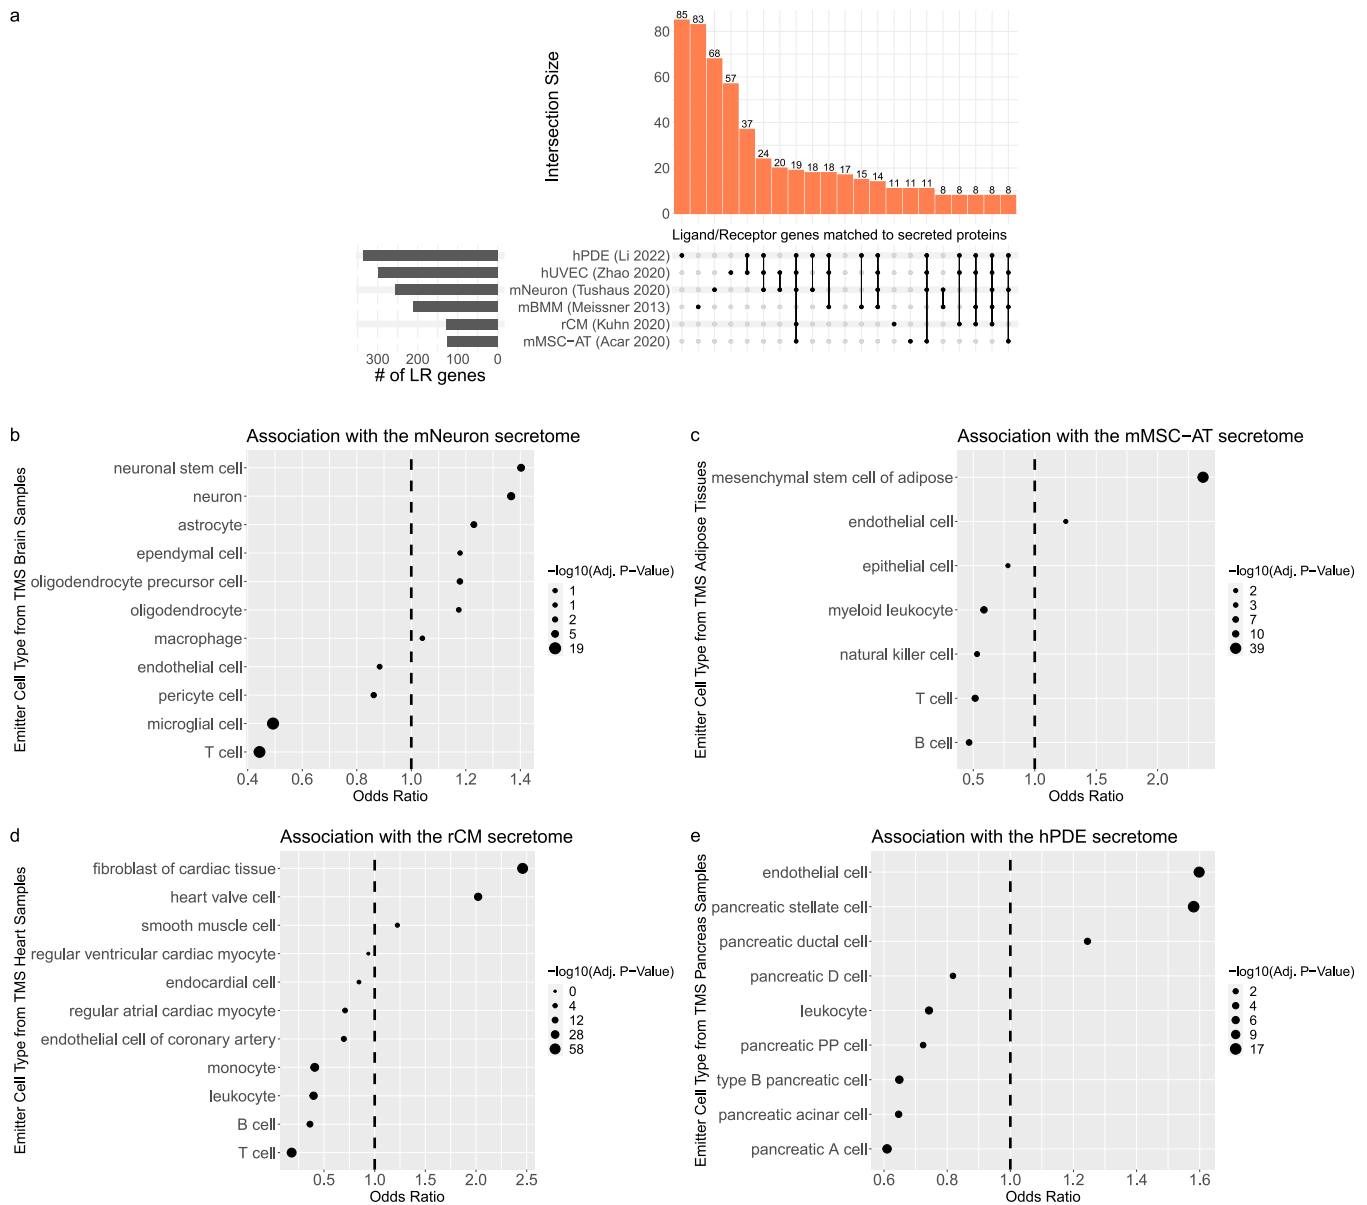 a
Intersection Size
80
60
40
20
0
85
83
68
57
37
24
20
19
18
18
17
15
14
11
11
11
8
8
8
8
8
Ligand/Receptor genes matched to secreted proteins
hPDE (Li 2022)
hUVEC (Zhao 2020)
mNeuron (Tushaus 2020)
mBMM (Meissner 2013)
rCM (Kuhn 2020)
mMSC−AT (Acar 2020)
300 200 100 0
# of LR genes
b
Association with the mNeuron secretome
Emitter Cell Type from TMS Brain Samples
neuronal stem cell
neuron
astrocyte
ependymal cell
oligodendrocyte precursor cell
oligodendrocyte
macrophage
endothelial cell
pericyte cell
microglial cell
T cell
0.4 0.6 0.8 1.0 1.2 1.4
Odds Ratio
−log10(Adj. P−Value)
1
1
2
5
19
c
Association with the mMSC−AT secretome
Emitter Cell Type from TMS Adipose Tissues
mesenchymal stem cell of adipose
endothelial cell
epithelial cell
myeloid leukocyte
natural killer cell
T cell
B cell
0.5 1.0 1.5 2.0
Odds Ratio
−log10(Adj. P−Value)
2
3
7
10
39
d
Association with the rCM secretome
Emitter Cell Type from TMS Heart Samples
fibroblast of cardiac tissue
heart valve cell
smooth muscle cell
regular ventricular cardiac myocyte
endocardial cell
regular atrial cardiac myocyte
endothelial cell of coronary artery
monocyte
leukocyte
B cell
T cell
0.5 1.0 1.5 2.0 2.5
Odds Ratio
−log10(Adj. P−Value)
0
4
12
28
58
e
Association with the hPDE secretome
Emitter Cell Type from TMS Pancreas Samples
endothelial cell
pancreatic stellate cell
pancreatic ductal cell
pancreatic D cell
leukocyte
pancreatic PP cell
type B pancreatic cell
pancreatic acinar cell
pancreatic A cell
0.6 0.8 1.0 1.2 1.4 1.6
Odds Ratio
−log10(Adj. P−Value)
2
4
6
9
17